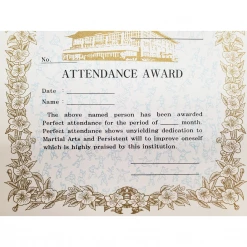 No.
ATTENDANCE AWARD
Date :
Name :
The above named person has been awarded
Perfect attendance for the period of _____ month.
Perfect attendance shows unyielding dedication to
Martial Arts and Persistent will to improve oneself
which is highly praised by this institution.